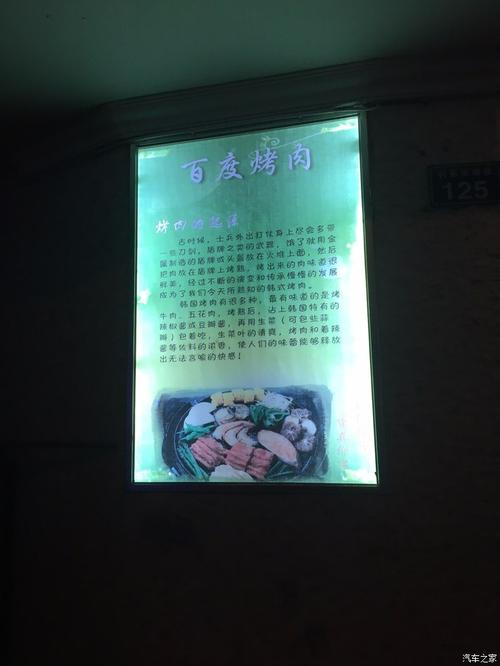 百度烤肉
烤肉的起源
古时候，士兵外出打仗身上尽会多带
一些刀剑，盾牌之类的武器，饿了就用金
属制造的盾牌或头盔放在火堆上面，然后
把肉放在盾牌上烤熟，烤出来的肉味道很
鲜美，经过不断的演变和传承慢慢的发展
成为了我们今天所熟知的韩式烤肉。
韩国烤肉有很多种，最有味道的是烤
牛肉、五花肉，烤熟后，沾上韩国特有的
辣椒酱或豆瓣酱，再用生菜（可包些蒜
瓣）包着吃，生菜叶的清爽，烤肉和着辣
酱等佐料的浓香，使人们的味蕾能够释放
出无法言喻的快感！
125
汽车之家